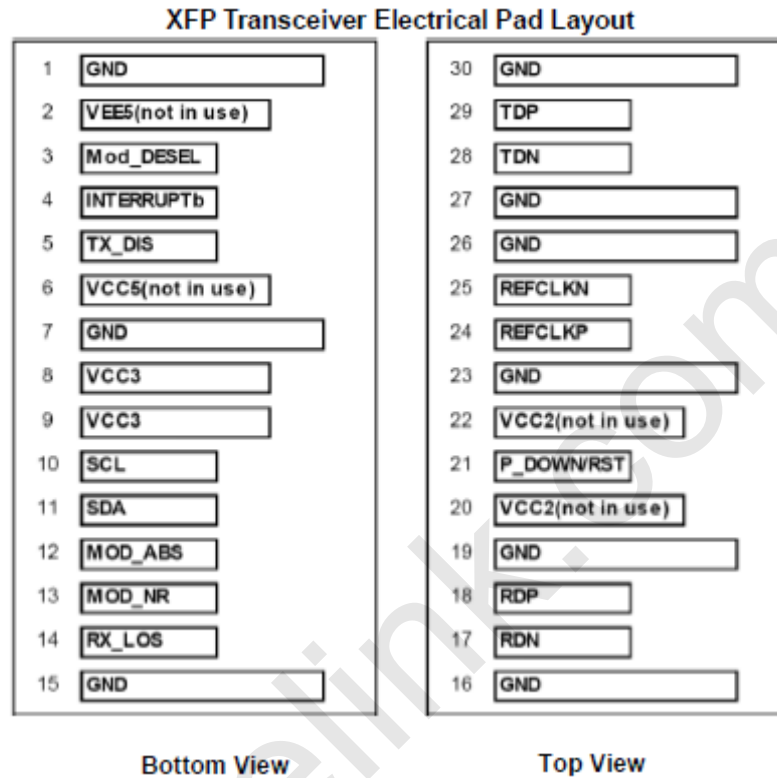 XFP Transceiver Electrical Pad Layout
1 GND
2 VEE5(not in use)
3 Mod_DESEL
4 INTERRUPTb
5 TX_DIS
6 VCC5(not in use)
7 GND
8 VCC3
9 VCC3
10 SCL
11 SDA
12 MOD_ABS
13 MOD_NR
14 RX_LOS
15 GND
Bottom View
30 GND
29 TDP
28 TDN
27 GND
26 GND
25 REFCLKN
24 REFCLKP
23 GND
22 VCC2(not in use)
21 P_DOWN/RST
20 VCC2(not in use)
19 GND
18 RDP
17 RDN
16 GND
Top View